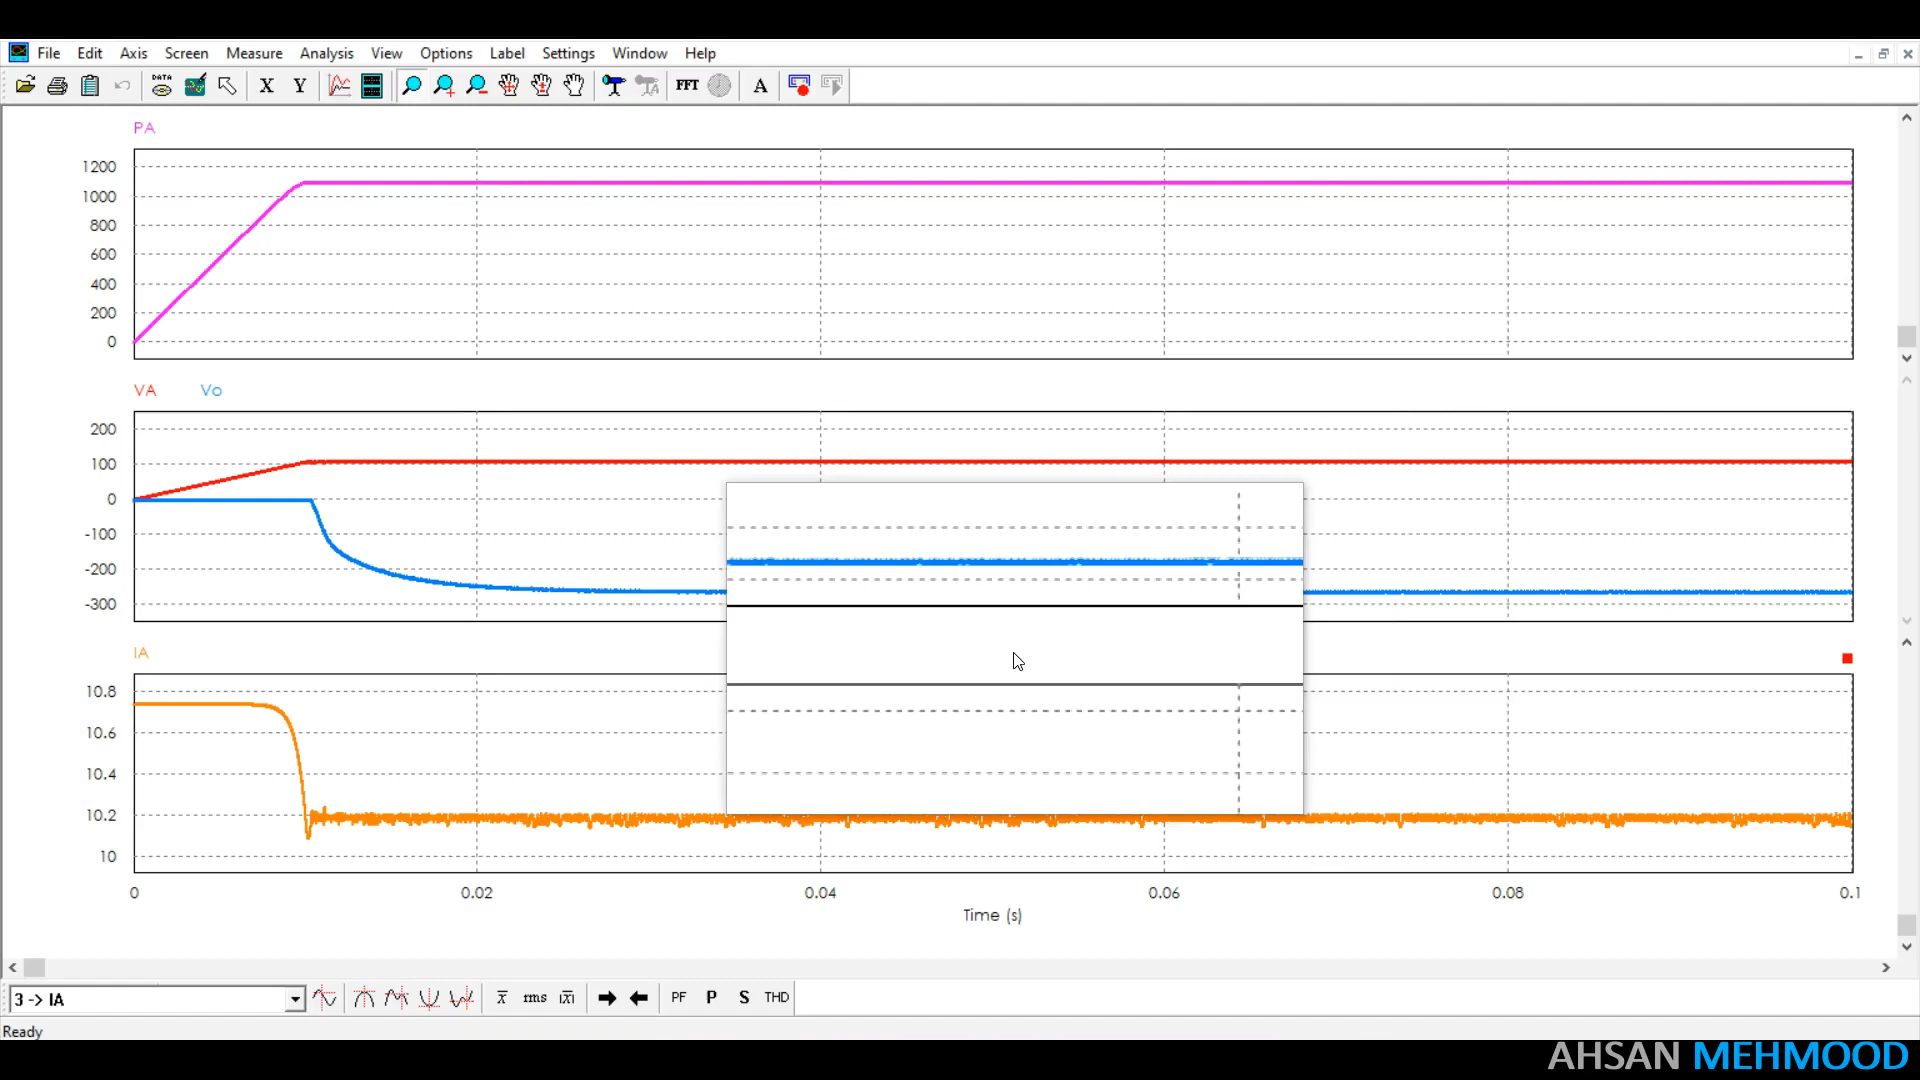 File Edit Axis Screen Measure Analysis View Options Label Settings Window Help
DATA X Y FFT A
PA
1200
1000
800
600
400
200
0
VA Vo
200
100
0
-100
-200
-300
IA
10.8
10.6
10.4
10.2
10
0 0.02 0.04 0.06 0.08 0.1
Time (s)
3 -> IA x rms |x| PF P S THD
Ready
AHSAN MEHMOOD